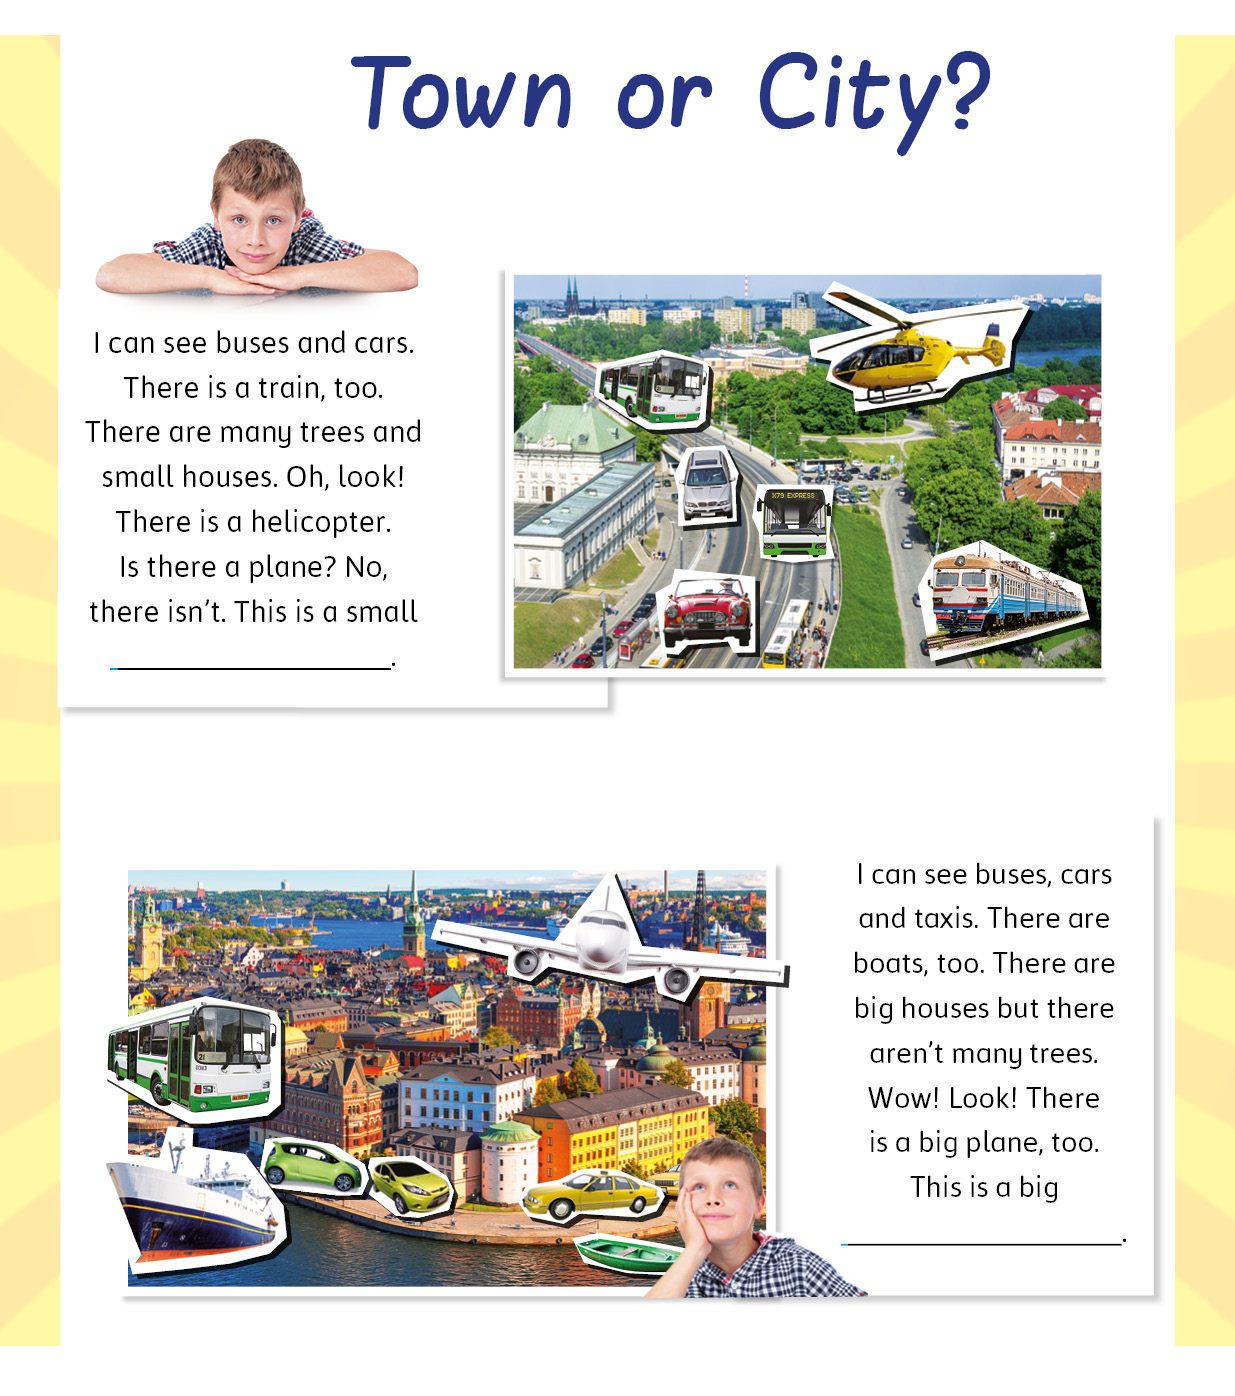 Town or City?
I can see buses and cars.
There is a train, too.
There are many trees and
small houses. Oh, look!
There is a helicopter.
Is there a plane? No,
there isn't. This is a small
.
X79 EXPRESS
I can see buses, cars
and taxis. There are
boats, too. There are
big houses but there
aren't many trees.
Wow! Look! There
is a big plane, too.
This is a big
.